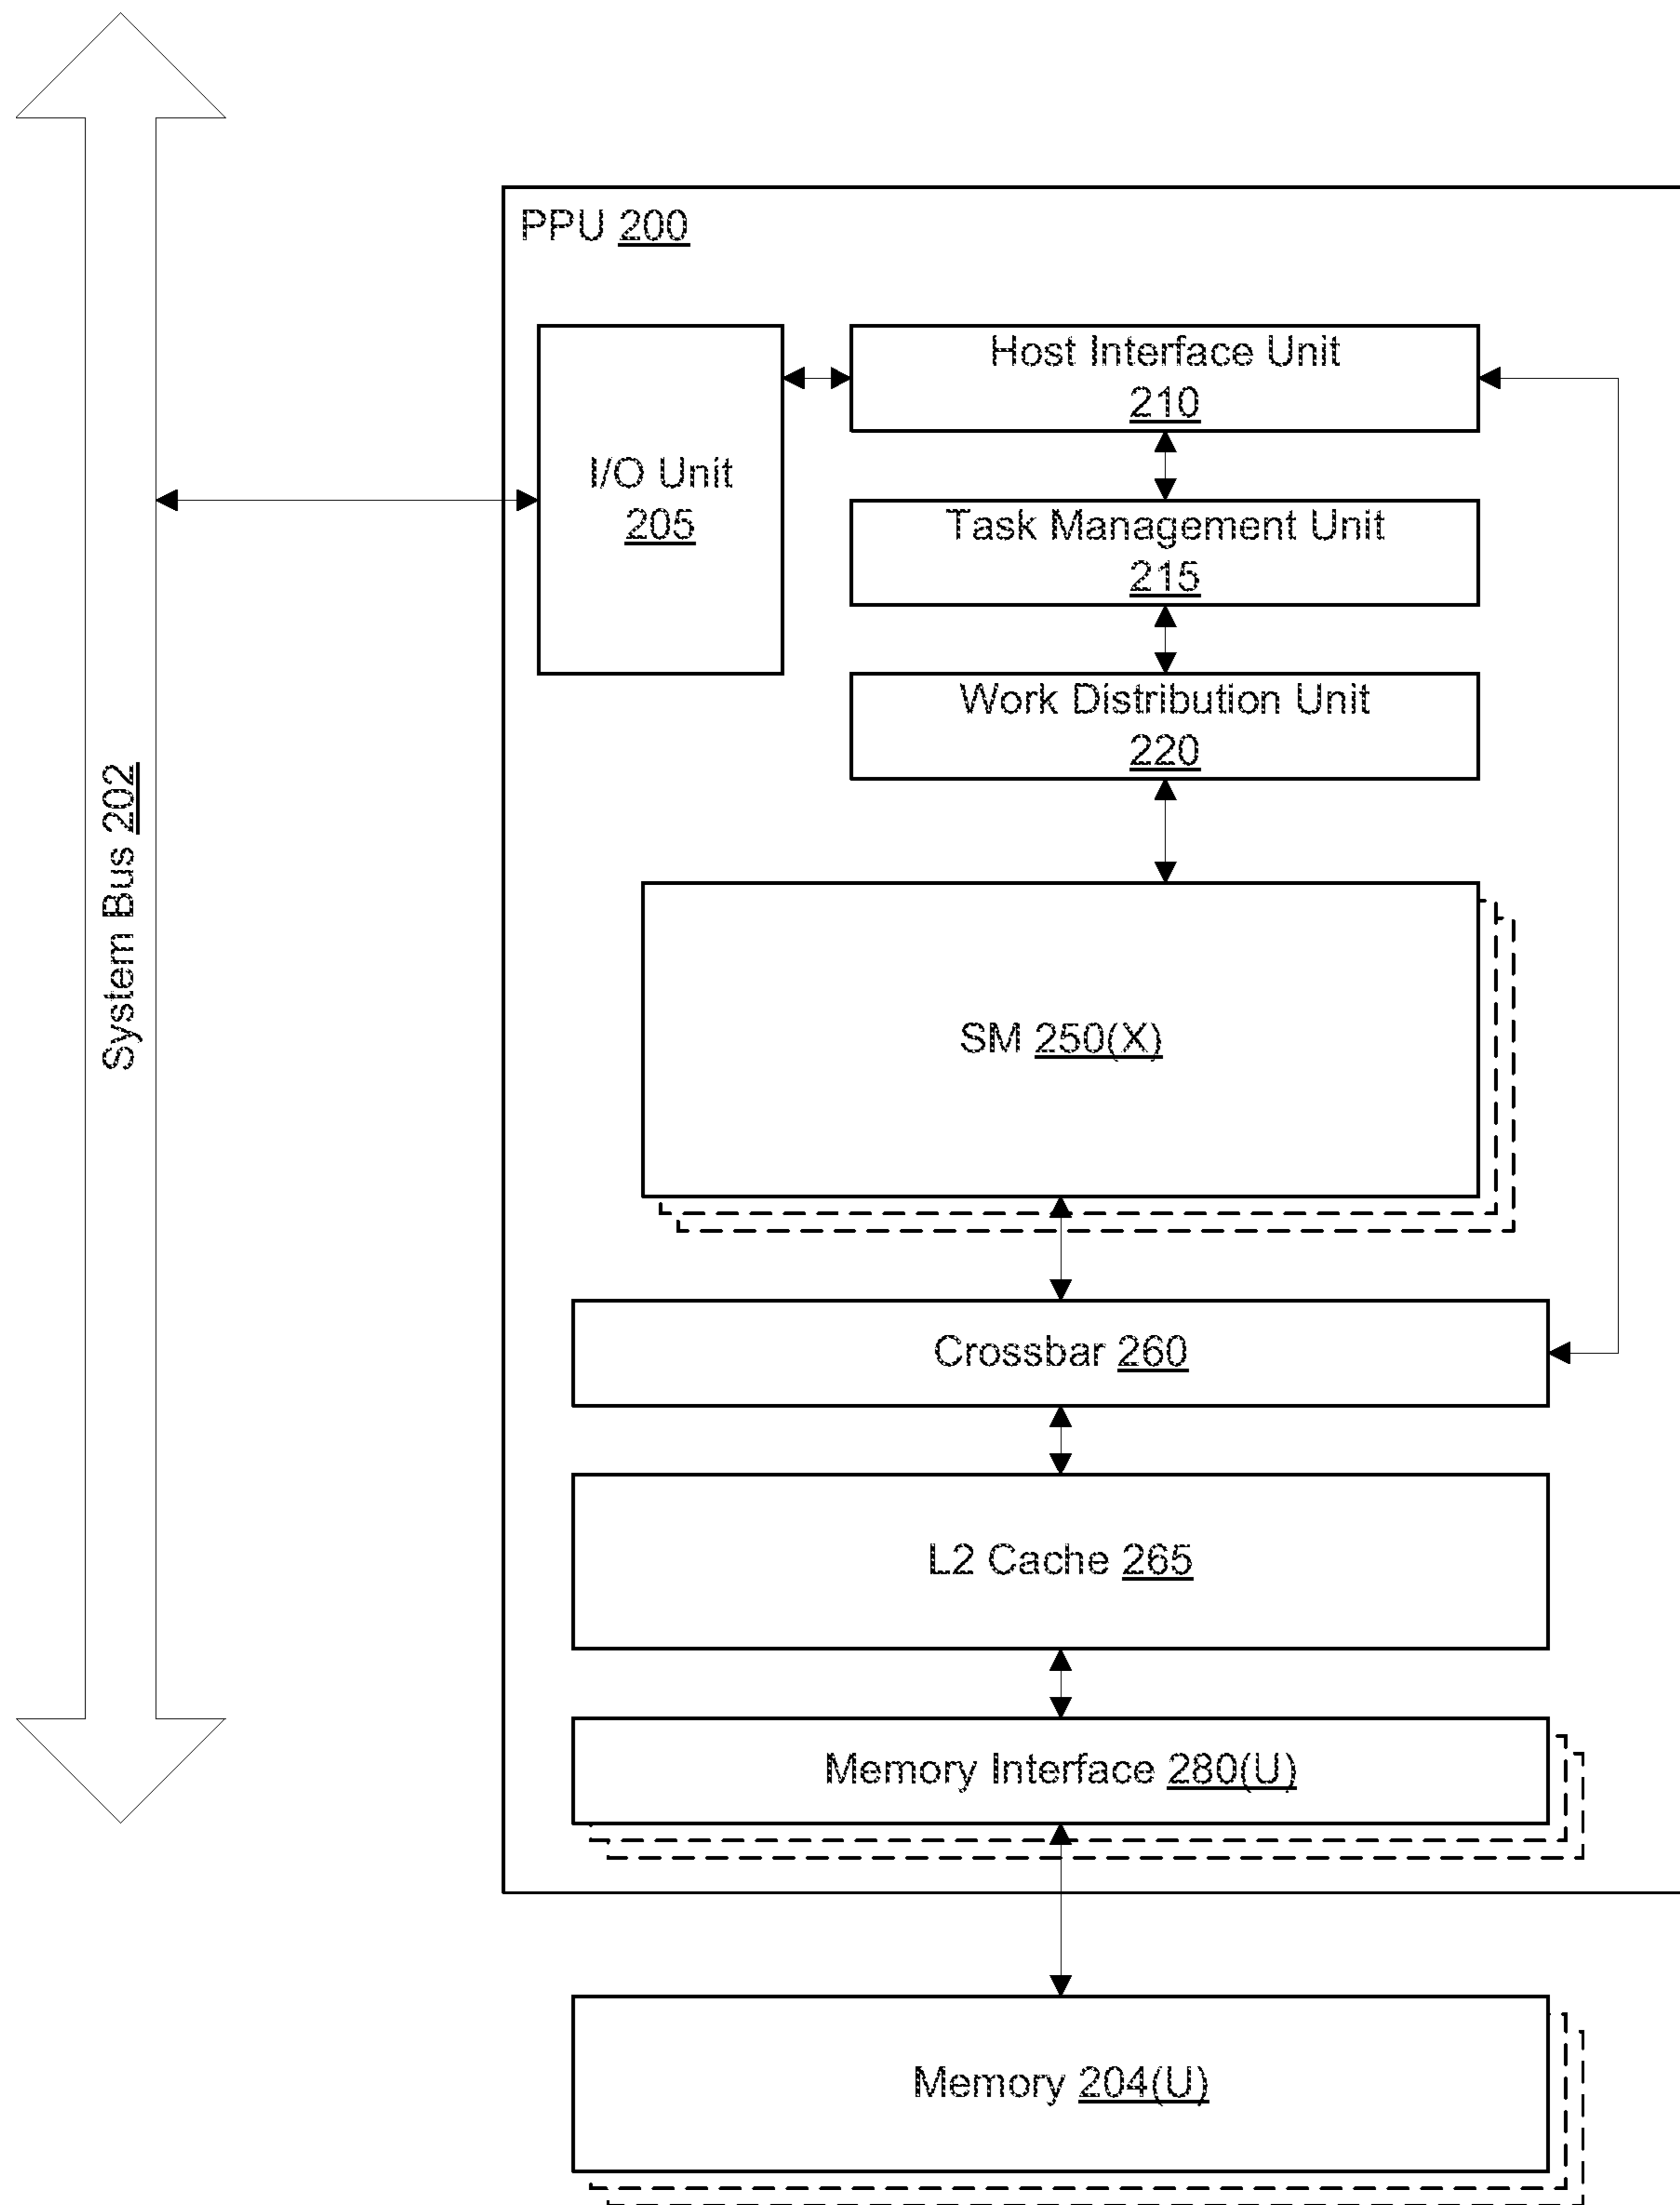 PPU 200
Host Interface Unit
210
I/O Unit
205
Task Management Unit
215
Work Distribution Unit
220
System Bus 202
SM 250(X)
Crossbar 260
L2 Cache 265
Memory Interface 280(U)
Memory 204(U)